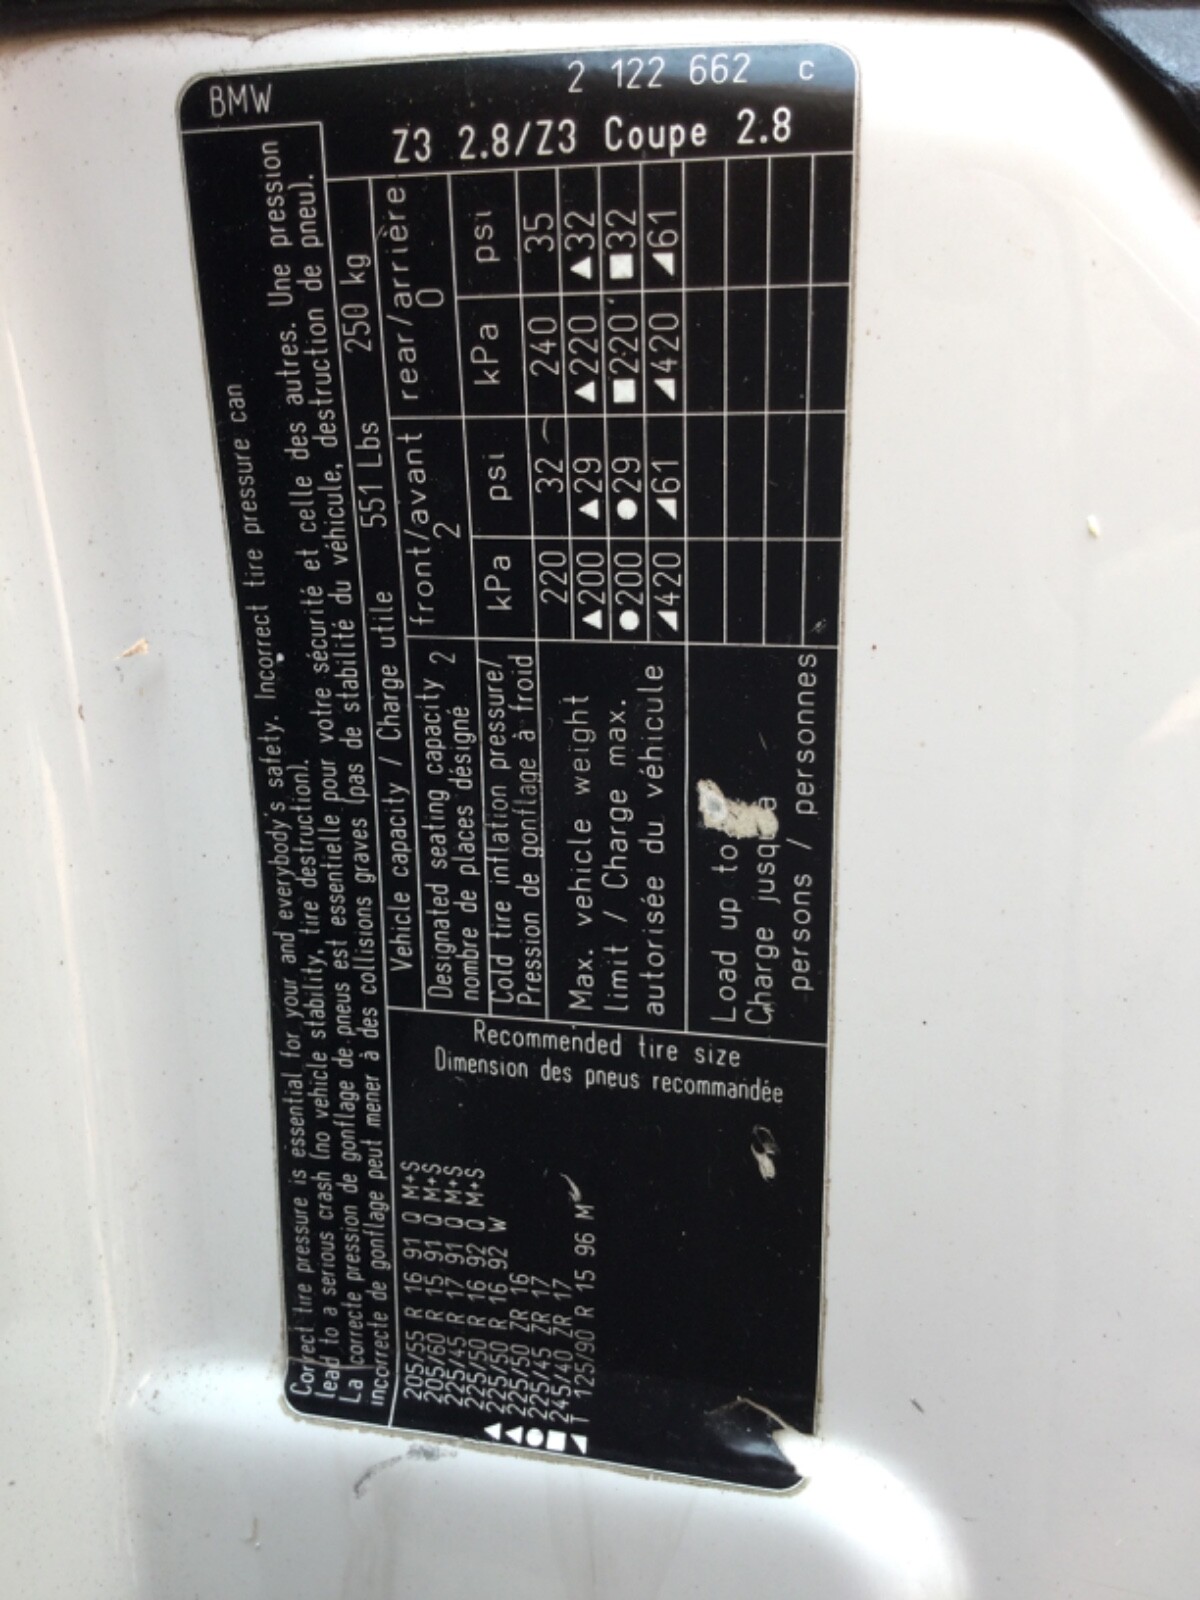 BMW 2 122 662 c
Correct tire pressure is essential for your and everybody's safety. Incorrect tire pressure can
lead to a serious crash (no vehicle stability, tire destruction).
La correcte pression de gonflage de pneus est essentielle pour votre sécurité et celle des autres. Une pression
incorrecte de gonflage peut mener à des collisions graves (pas de stabilité du véhicule, destruction de pneu).
Z3 2.8/Z3 Coupe 2.8
Vehicle capacity / Charge utile 551 Lbs 250 kg
Designated seating capacity 2 front/avant rear/arrière
nombre de places désigné 2 0
Cold tire inflation pressure/ kPa psi kPa psi
Pression de gonflage à froid
220 32 240 35
Max. vehicle weight ▲200 ▲29 ▲220 ▲32
limit / Charge max. ●200 ●29 ■220 ■32
autorisée du véhicule ◢420 ◢61 ◢420 ◢61
Load up to
Charge jusqu'a
persons / personnes
Recommended tire size
Dimension des pneus recommandée
205/55 R 16 91 Q M+S
205/60 R 15 91 Q M+S
225/45 R 17 91 Q M+S
225/50 R 16 92 Q M+S
▲ 225/50 R 16 92 W
▲ 225/50 ZR 16
● 225/45 ZR 17
■ 245/40 ZR 17
◢ T 125/90 R 15 96 M